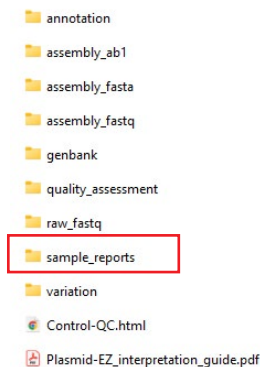 annotation
assembly_ab1
assembly_fasta
assembly_fastq
genbank
quality_assessment
raw_fastq
sample_reports
variation
Control-QC.html
Plasmid-EZ_interpretation_guide.pdf